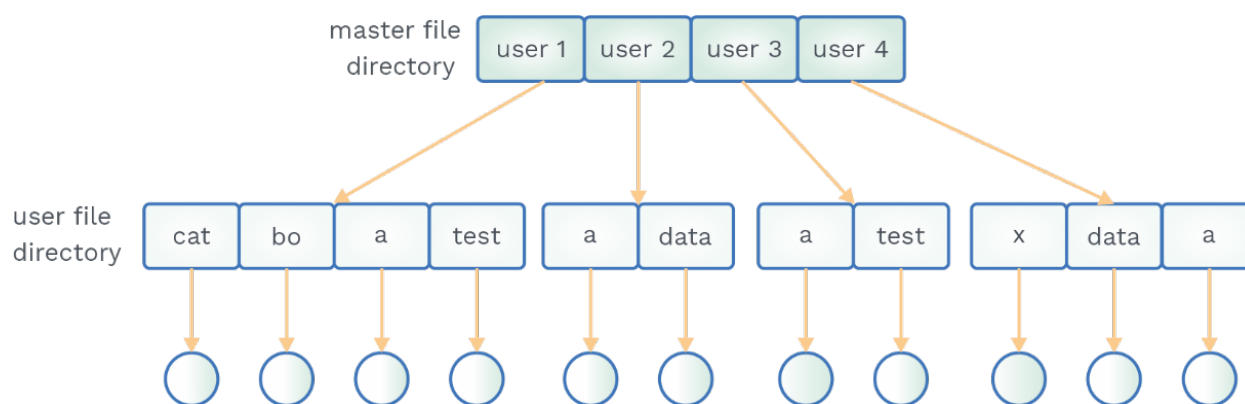 master file
directory
user 1 user 2 user 3 user 4
user file
directory
cat bo a test a data a test x data a